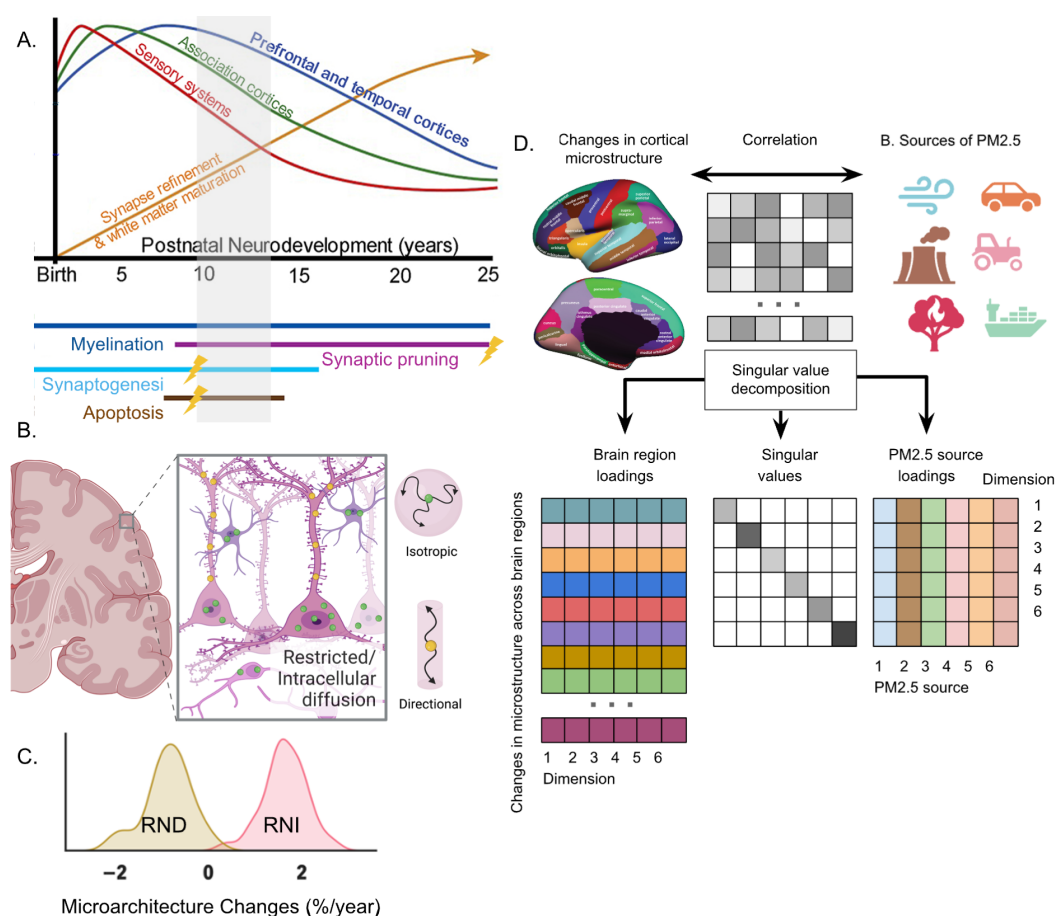 A.
Sensory systems
Association cortices
Prefrontal and temporal cortices
Synapse refinement
& white matter maturation
Postnatal Neurodevelopment (years)
Birth 5 10 15 20 25
Myelination
Synaptic pruning
Synaptogenesi
Apoptosis
B.
Restricted/
Intracellular
diffusion
Isotropic
Directional
C.
RND RNI
−2 0 2
Microarchitecture Changes (%/year)
D.
Changes in cortical
microstructure
Correlation
B. Sources of PM2.5
Singular value
decomposition
Brain region
loadings
Singular
values
PM2.5 source
loadings
Dimension
1
2
3
4
5
6
Changes in microstructure across brain regions
1 2 3 4 5 6
Dimension
1 2 3 4 5 6
PM2.5 source